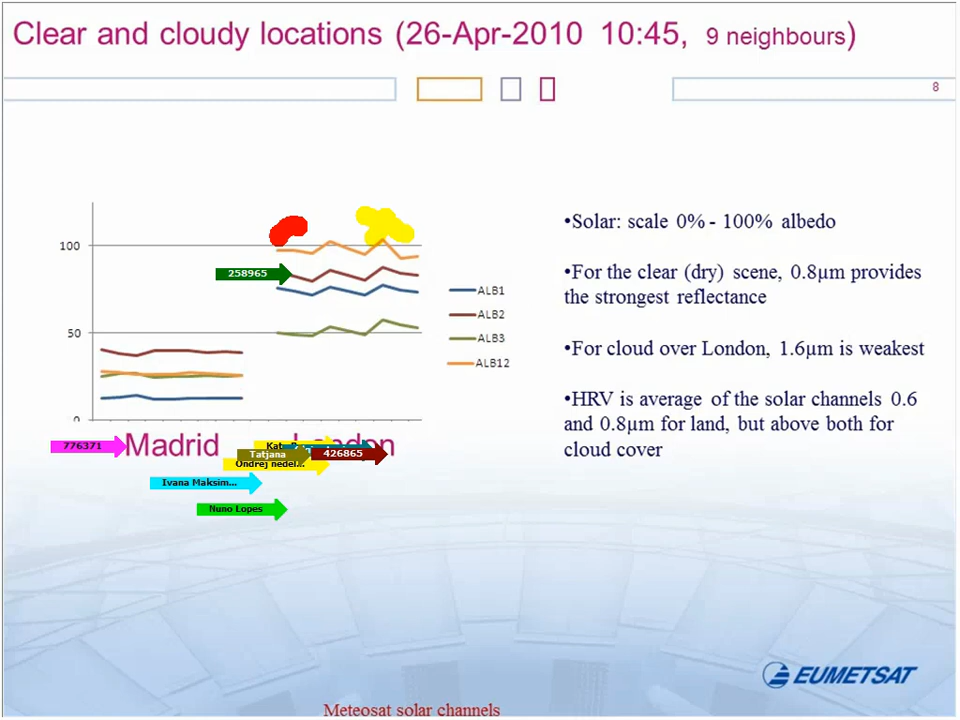 Clear and cloudy locations (26-Apr-2010 10:45, 9 neighbours)
8
100
50
0
258965
ALB1
ALB2
ALB3
ALB12
•Solar: scale 0% - 100% albedo
•For the clear (dry) scene, 0.8µm provides
the strongest reflectance
•For cloud over London, 1.6µm is weakest
•HRV is average of the solar channels 0.6
and 0.8µm for land, but above both for
cloud cover
776371
Madrid
London
Tatjana
426865
Ondrej nedel...
Ivana Maksim...
Nuno Lopes
EUMETSAT
Meteosat solar channels